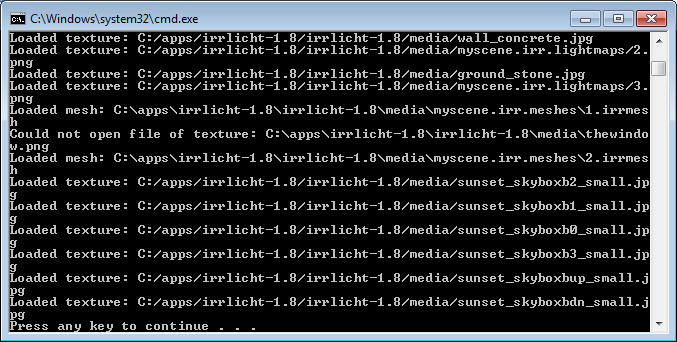 C:\Windows\system32\cmd.exe
Loaded texture: C:/apps/irrlicht-1.8/irrlicht-1.8/media/wall_concrete.jpg
Loaded texture: C:/apps/irrlicht-1.8/irrlicht-1.8/media/myscene.irr.lightmaps/2.
png
Loaded texture: C:/apps/irrlicht-1.8/irrlicht-1.8/media/ground_stone.jpg
Loaded texture: C:/apps/irrlicht-1.8/irrlicht-1.8/media/myscene.irr.lightmaps/3.
png
Loaded mesh: C:\apps\irrlicht-1.8\irrlicht-1.8\media\myscene.irr.meshes\1.irrmes
h
Could not open file of texture: C:\apps\irrlicht-1.8\irrlicht-1.8\media\thewindo
w.png
Loaded mesh: C:\apps\irrlicht-1.8\irrlicht-1.8\media\myscene.irr.meshes\2.irrmes
h
Loaded texture: C:/apps/irrlicht-1.8/irrlicht-1.8/media/sunset_skyboxb2_small.jp
g
Loaded texture: C:/apps/irrlicht-1.8/irrlicht-1.8/media/sunset_skyboxb1_small.jp
g
Loaded texture: C:/apps/irrlicht-1.8/irrlicht-1.8/media/sunset_skyboxb0_small.jp
g
Loaded texture: C:/apps/irrlicht-1.8/irrlicht-1.8/media/sunset_skyboxb3_small.jp
g
Loaded texture: C:/apps/irrlicht-1.8/irrlicht-1.8/media/sunset_skyboxbup_small.j
pg
Loaded texture: C:/apps/irrlicht-1.8/irrlicht-1.8/media/sunset_skyboxbdn_small.j
pg
Press any key to continue . . .